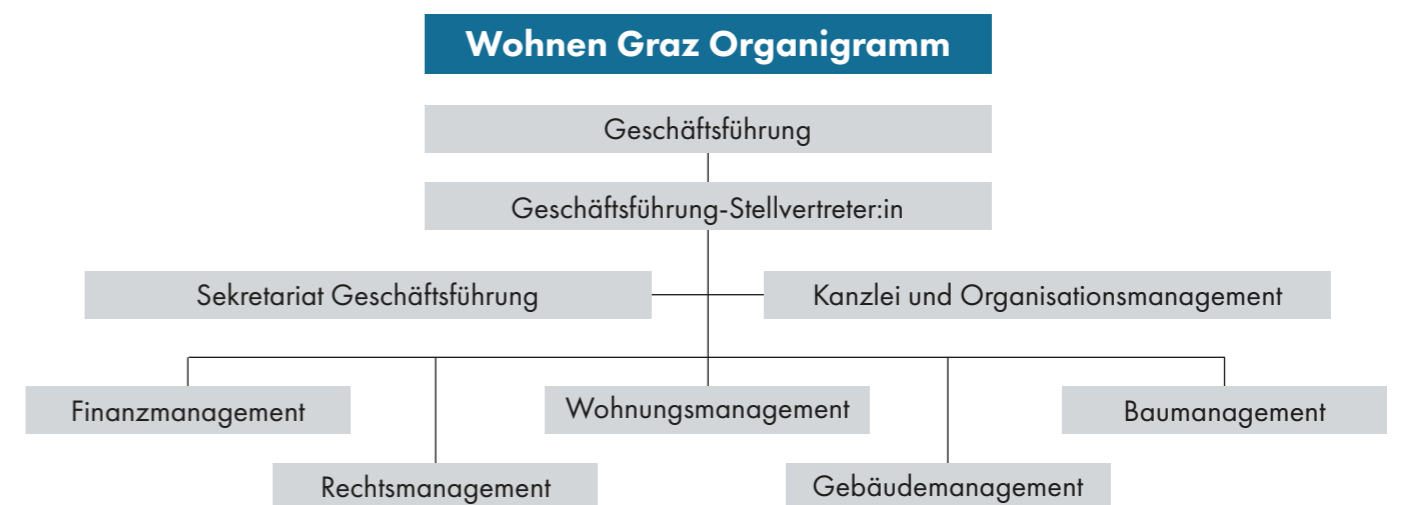 Wohnen Graz Organigramm
Geschäftsführung
Geschäftsführung-Stellvertreter:in
Sekretariat Geschäftsführung
Kanzlei und Organisationsmanagement
Finanzmanagement
Wohnungsmanagement
Baumanagement
Rechtsmanagement
Gebäudemanagement